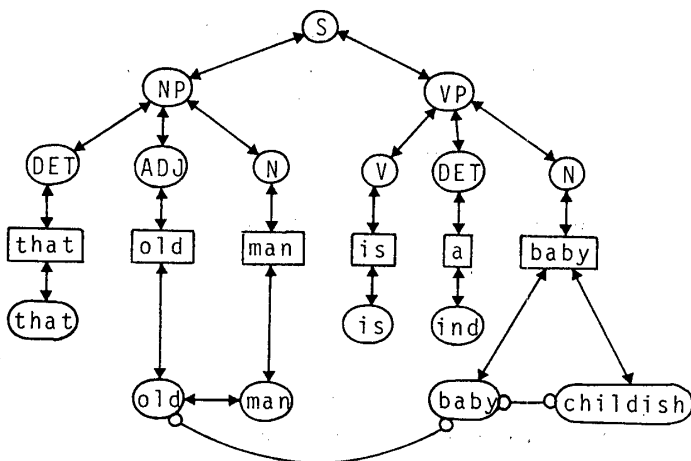 S
NP VP
DET ADJ N V DET N
that old man is a baby
that is ind
old man baby childish